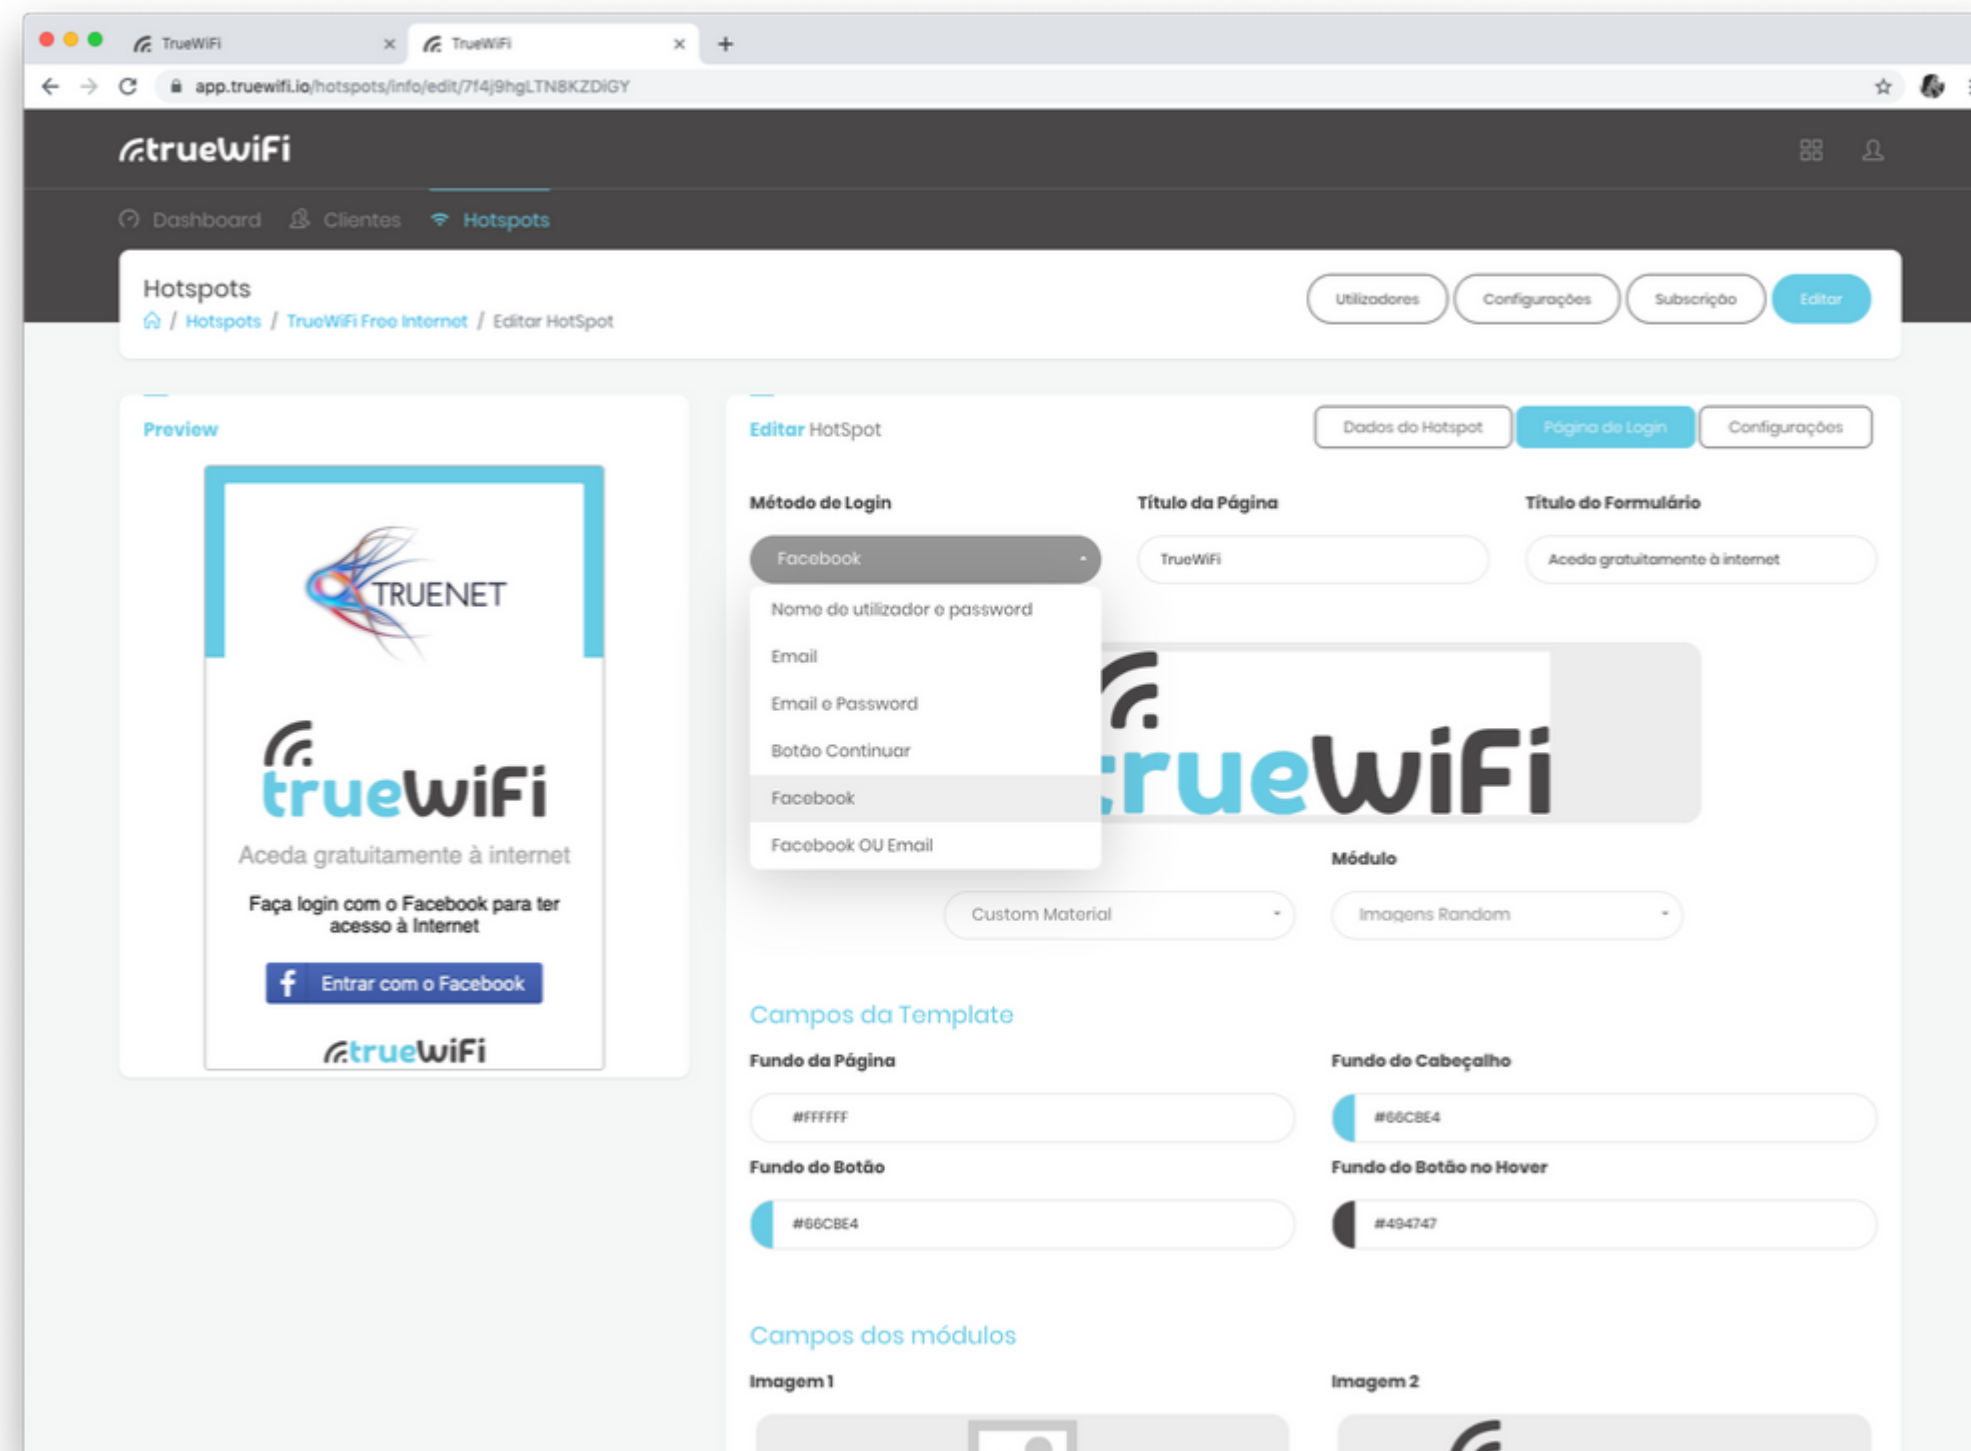 TrueWiFi
TrueWiFi
app.truewifi.io/hotspots/info/edit/7f4j9hgLTN8KZDiGY
trueWiFi
Dashboard Clientes Hotspots
Hotspots
/ Hotspots / TrueWiFi Free Internet / Editar HotSpot
Utilizadores Configurações Subscrição Editar
Preview
TRUENET
trueWiFi
Aceda gratuitamente à internet
Faça login com o Facebook para ter
acesso à Internet
f Entrar com o Facebook
trueWiFi
Editar HotSpot
Dados do Hotspot Página de Login Configurações
Método de Login Título da Página Título do Formulário
Facebook TrueWiFi Aceda gratuitamente à internet
Nome de utilizador e password
Email
Email e Password
Botão Continuar
Facebook
Facebook OU Email
trueWiFi
Módulo
Custom Material Imagens Random
Campos da Template
Fundo da Página Fundo do Cabeçalho
#FFFFFF #66CBE4
Fundo do Botão Fundo do Botão no Hover
#66CBE4 #494747
Campos dos módulos
Imagem 1 Imagem 2